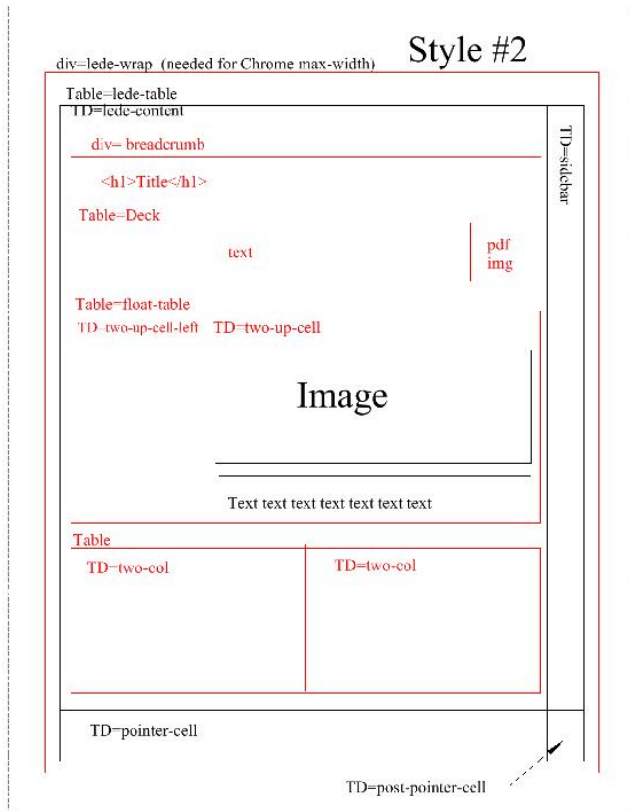 Style #2
div=lede-wrap (needed for Chrome max-width)
Table=lede-table
TD=lede-content
TD=sidebar
div= breadcrumb
<h1>Title</h1>
Table=Deck
text
pdf
img
Table=float-table
TD=two-up-cell-left TD=two-up-cell
Image
Text text text text text text text
Table
TD=two-col
TD=two-col
TD=pointer-cell
TD=post-pointer-cell